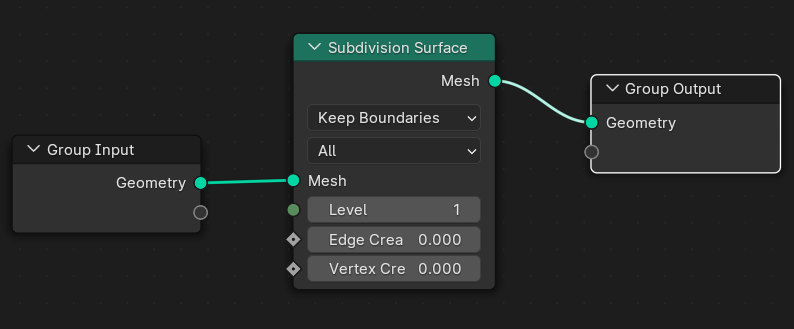 Group Input
Geometry
Subdivision Surface
Mesh
Keep Boundaries
All
Mesh
Level 1
Edge Crea 0.000
Vertex Cre 0.000
Group Output
Geometry